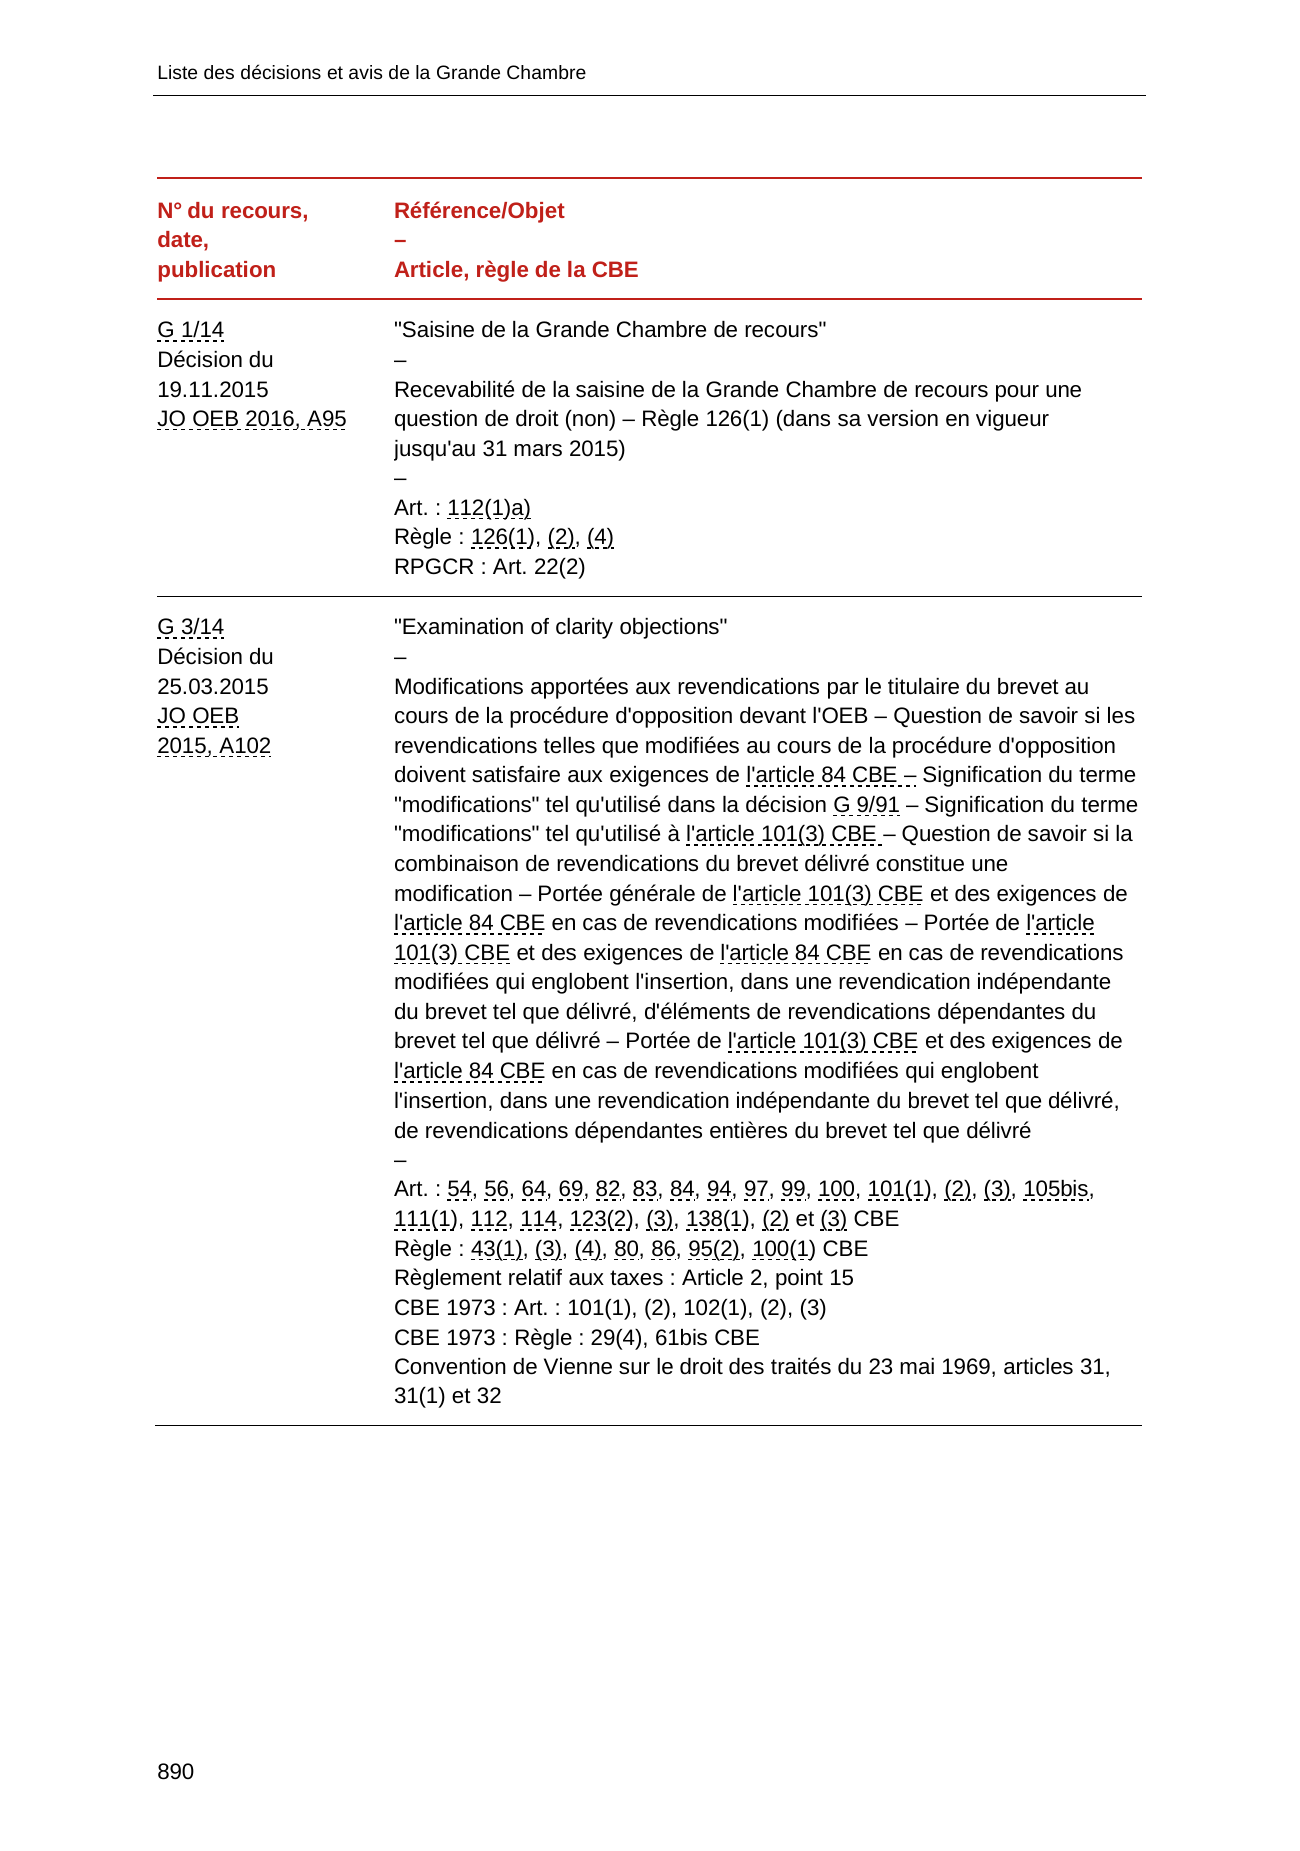 Liste des décisions et avis de la Grande Chambre
N° du recours,
date,
publication
Référence/Objet
–
Article, règle de la CBE
G 1/14
Décision du
19.11.2015
JO OEB 2016, A95
"Saisine de la Grande Chambre de recours"
–
Recevabilité de la saisine de la Grande Chambre de recours pour une
question de droit (non) – Règle 126(1) (dans sa version en vigueur
jusqu'au 31 mars 2015)
–
Art. : 112(1)a)
Règle : 126(1), (2), (4)
RPGCR : Art. 22(2)
G 3/14
Décision du
25.03.2015
JO OEB
2015, A102
"Examination of clarity objections"
–
Modifications apportées aux revendications par le titulaire du brevet au
cours de la procédure d'opposition devant l'OEB – Question de savoir si les
revendications telles que modifiées au cours de la procédure d'opposition
doivent satisfaire aux exigences de l'article 84 CBE – Signification du terme
"modifications" tel qu'utilisé dans la décision G 9/91 – Signification du terme
"modifications" tel qu'utilisé à l'article 101(3) CBE – Question de savoir si la
combinaison de revendications du brevet délivré constitue une
modification – Portée générale de l'article 101(3) CBE et des exigences de
l'article 84 CBE en cas de revendications modifiées – Portée de l'article
101(3) CBE et des exigences de l'article 84 CBE en cas de revendications
modifiées qui englobent l'insertion, dans une revendication indépendante
du brevet tel que délivré, d'éléments de revendications dépendantes du
brevet tel que délivré – Portée de l'article 101(3) CBE et des exigences de
l'article 84 CBE en cas de revendications modifiées qui englobent
l'insertion, dans une revendication indépendante du brevet tel que délivré,
de revendications dépendantes entières du brevet tel que délivré
–
Art. : 54, 56, 64, 69, 82, 83, 84, 94, 97, 99, 100, 101(1), (2), (3), 105bis,
111(1), 112, 114, 123(2), (3), 138(1), (2) et (3) CBE
Règle : 43(1), (3), (4), 80, 86, 95(2), 100(1) CBE
Règlement relatif aux taxes : Article 2, point 15
CBE 1973 : Art. : 101(1), (2), 102(1), (2), (3)
CBE 1973 : Règle : 29(4), 61bis CBE
Convention de Vienne sur le droit des traités du 23 mai 1969, articles 31,
31(1) et 32
890